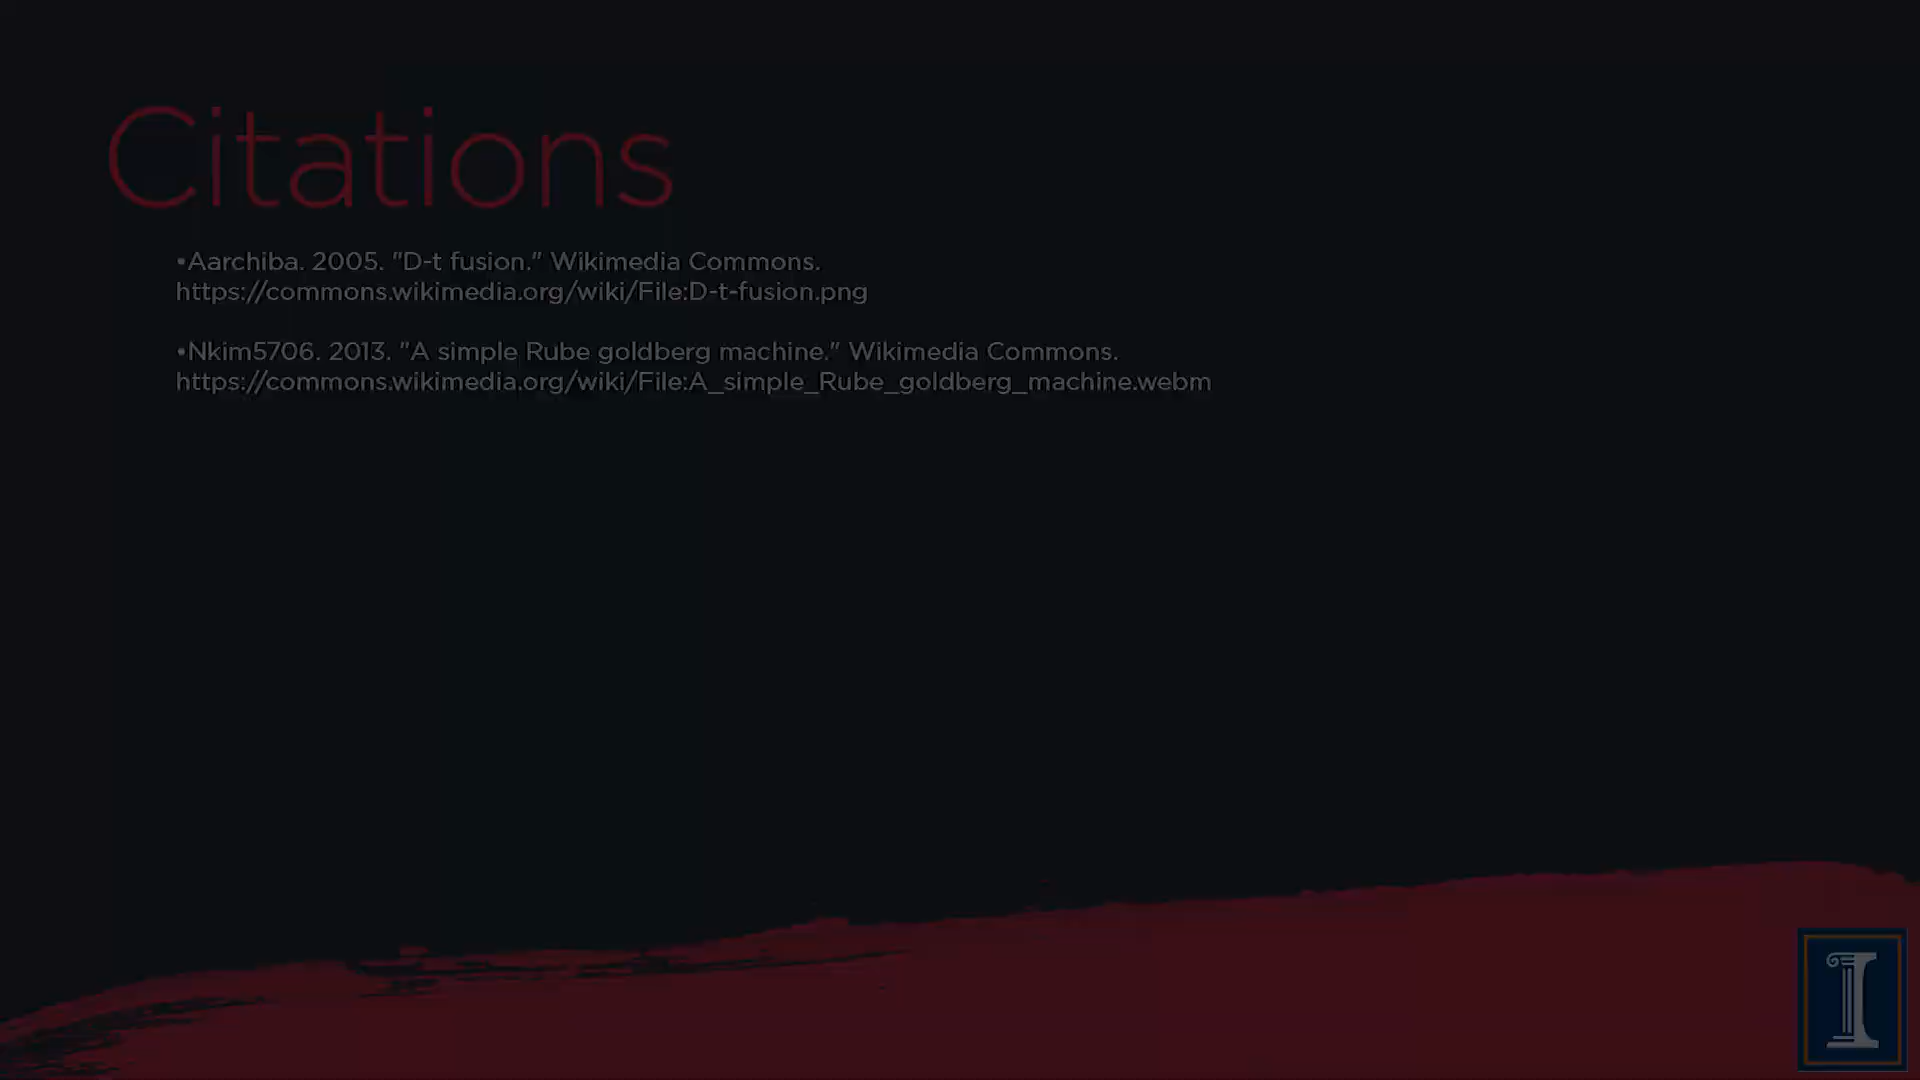 Citations
•Aarchiba. 2005. "D-t fusion." Wikimedia Commons.
https://commons.wikimedia.org/wiki/File:D-t-fusion.png
•Nkim5706. 2013. "A simple Rube goldberg machine." Wikimedia Commons.
https://commons.wikimedia.org/wiki/File:A_simple_Rube_goldberg_machine.webm
I